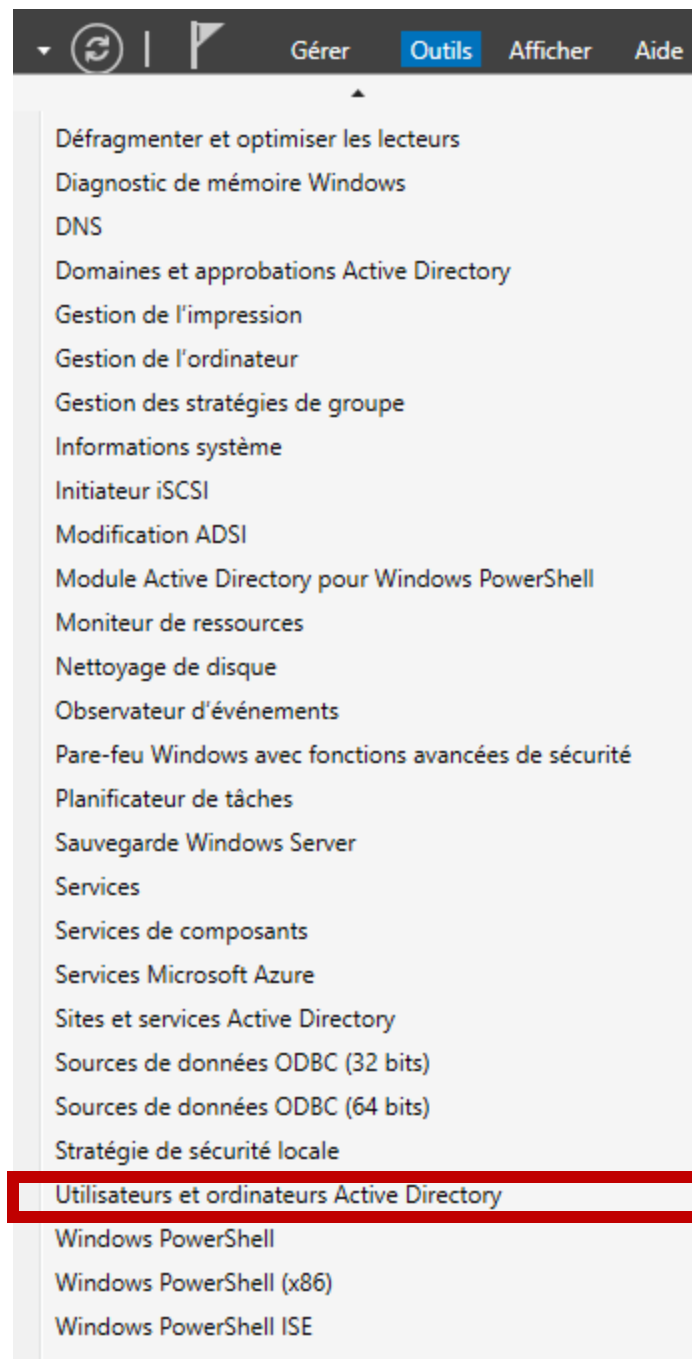 Gérer Outils Afficher Aide
Défragmenter et optimiser les lecteurs
Diagnostic de mémoire Windows
DNS
Domaines et approbations Active Directory
Gestion de l'impression
Gestion de l'ordinateur
Gestion des stratégies de groupe
Informations système
Initiateur iSCSI
Modification ADSI
Module Active Directory pour Windows PowerShell
Moniteur de ressources
Nettoyage de disque
Observateur d'événements
Pare-feu Windows avec fonctions avancées de sécurité
Planificateur de tâches
Sauvegarde Windows Server
Services
Services de composants
Services Microsoft Azure
Sites et services Active Directory
Sources de données ODBC (32 bits)
Sources de données ODBC (64 bits)
Stratégie de sécurité locale
Utilisateurs et ordinateurs Active Directory
Windows PowerShell
Windows PowerShell (x86)
Windows PowerShell ISE